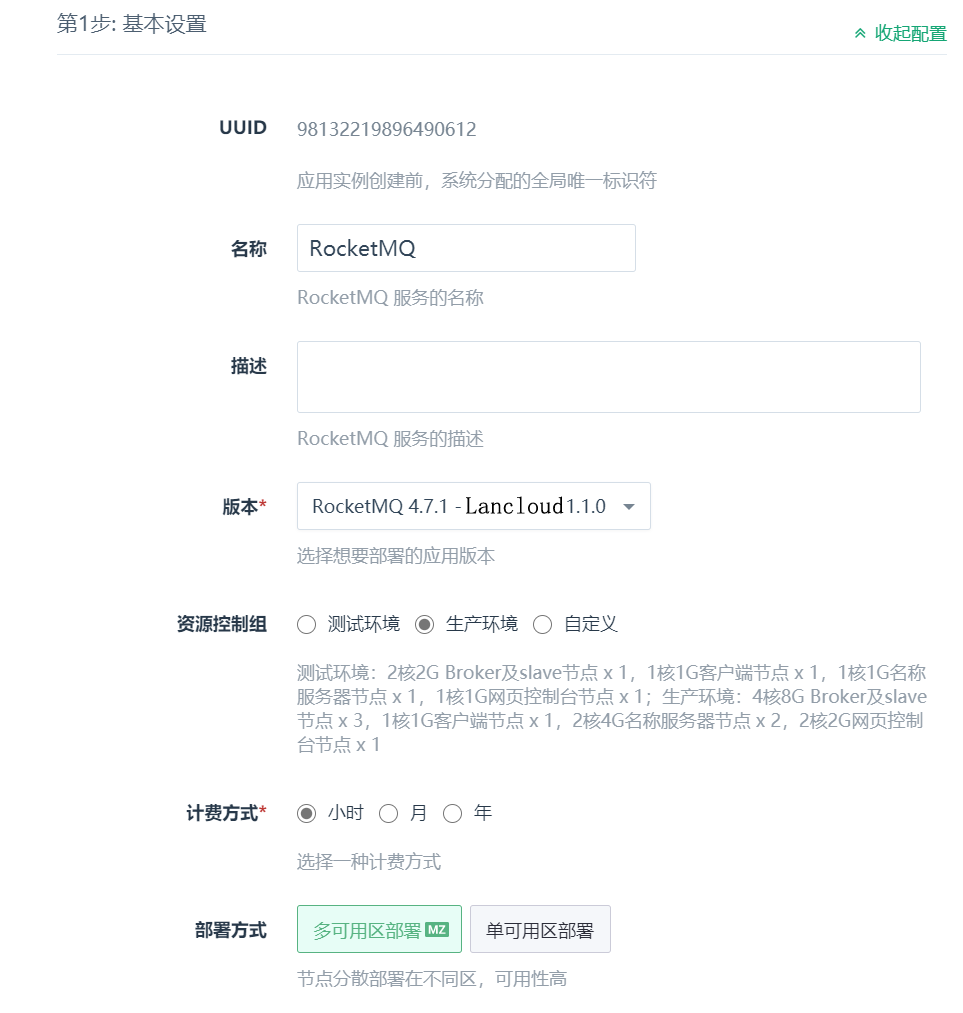 第1步: 基本设置
收起配置
UUID 98132219896490612
应用实例创建前，系统分配的全局唯一标识符
名称 RocketMQ
RocketMQ 服务的名称
描述
RocketMQ 服务的描述
版本* RocketMQ 4.7.1 - Lancloud1.1.0
选择想要部署的应用版本
资源控制组 测试环境 生产环境 自定义
测试环境：2核2G Broker及slave节点 x 1，1核1G客户端节点 x 1，1核1G名称
服务器节点 x 1，1核1G网页控制台节点 x 1；生产环境：4核8G Broker及slave
节点 x 3，1核1G客户端节点 x 1，2核4G名称服务器节点 x 2，2核2G网页控制
台节点 x 1
计费方式* 小时 月 年
选择一种计费方式
部署方式 多可用区部署 MZ 单可用区部署
节点分散部署在不同区，可用性高